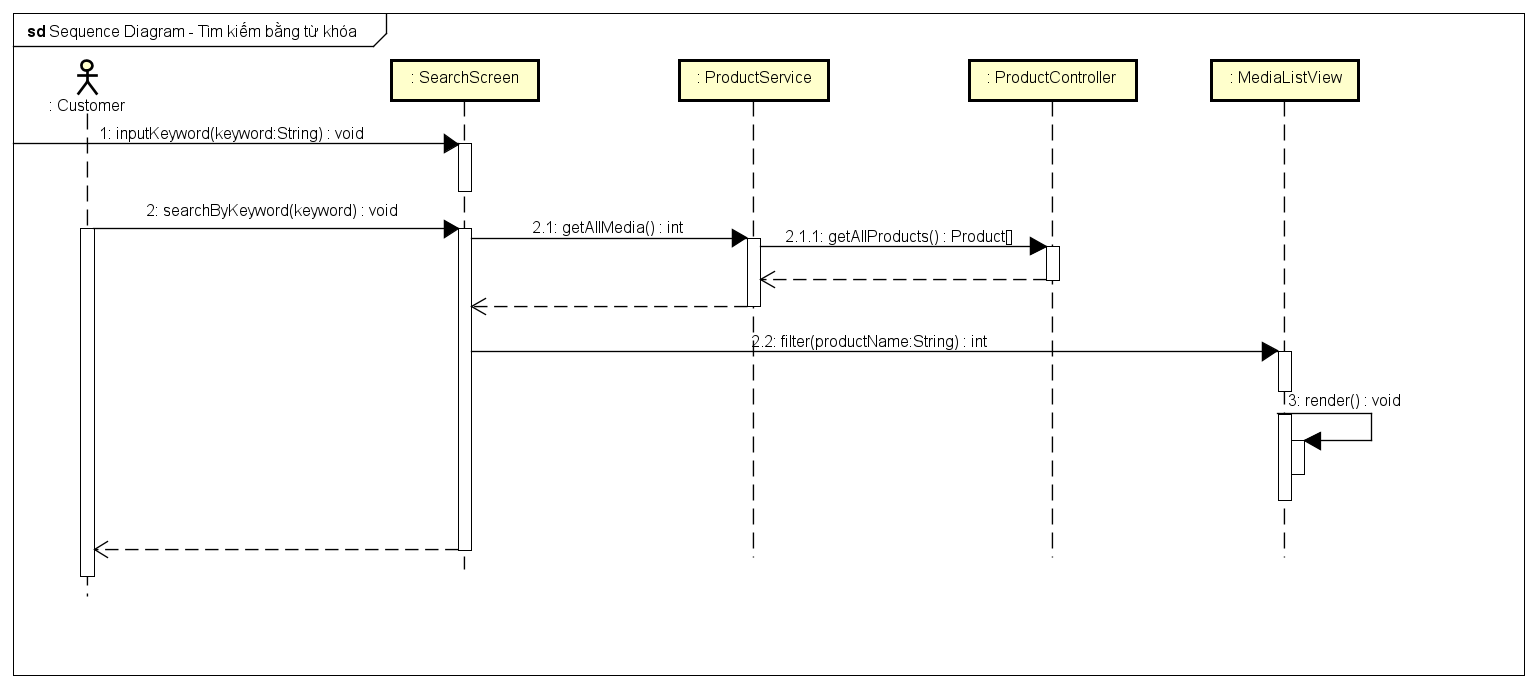 sd Sequence Diagram - Tìm kiếm bằng từ khóa
: Customer
: SearchScreen
: ProductService
: ProductController
: MediaListView
1: inputKeyword(keyword:String) : void
2: searchByKeyword(keyword) : void
2.1: getAllMedia() : int
2.1.1: getAllProducts() : Product[]
2.2: filter(productName:String) : int
3: render() : void